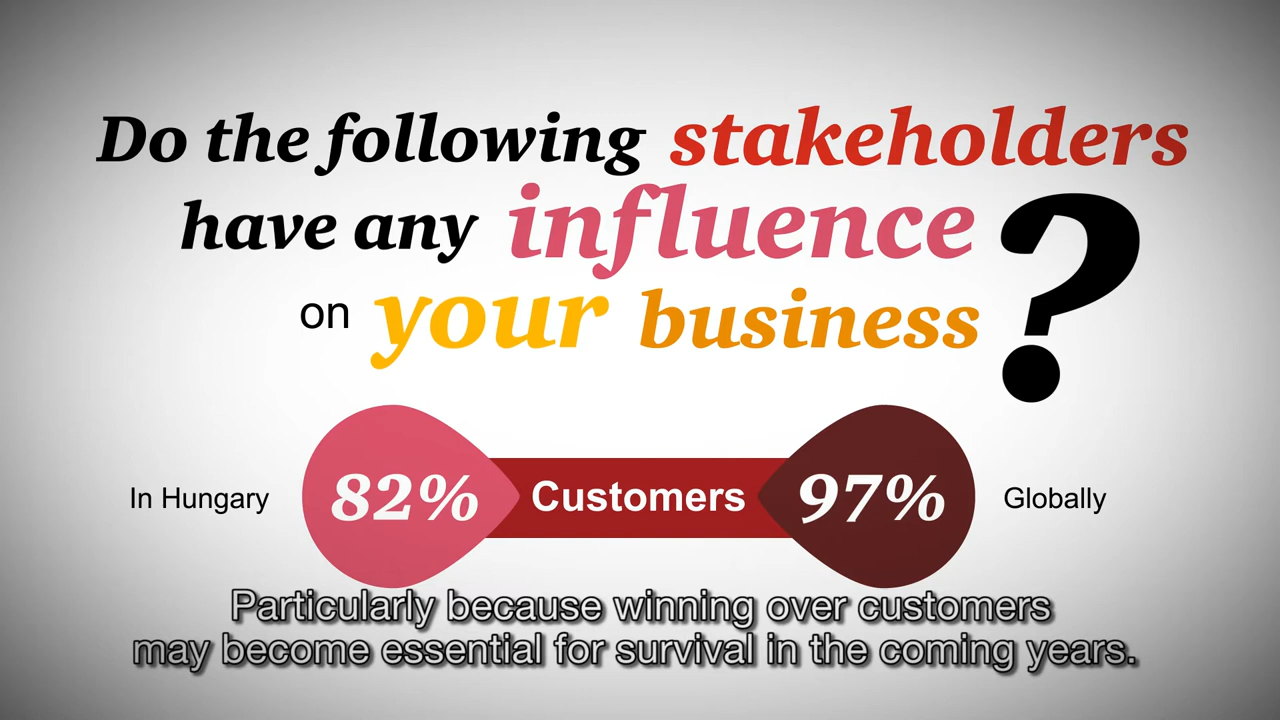 Do the following stakeholders
have any influence
on your business?
In Hungary 82% Customers 97% Globally
Particularly because winning over customers
may become essential for survival in the coming years.